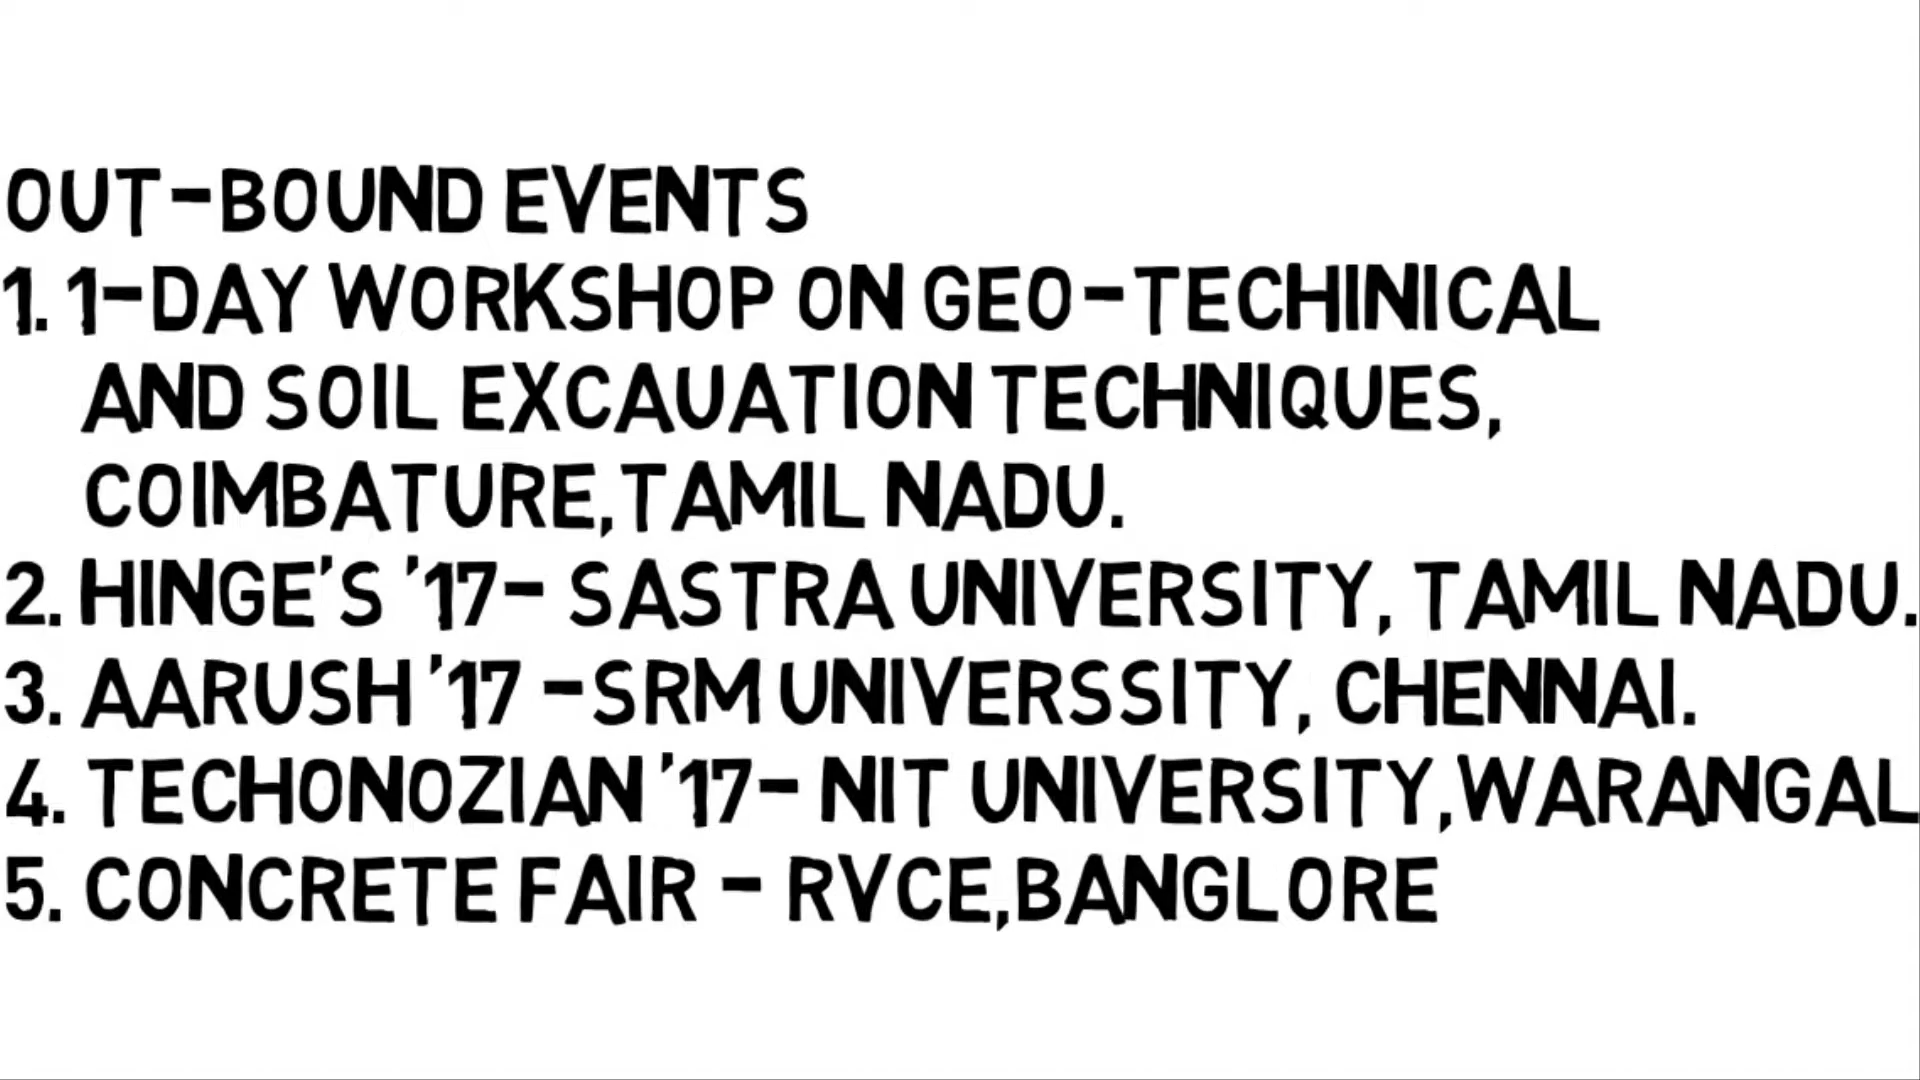 OUT-BOUND EVENTS
1. 1-DAY WORKSHOP ON GEO-TECHINICAL
AND SOIL EXCAUATION TECHNIQUES,
COIMBATURE,TAMIL NADU.
2. HINGE'S '17- SASTRA UNIVERSITY, TAMIL NADU.
3. AARUSH '17 -SRM UNIVERSSITY, CHENNAI.
4. TECHONOZIAN '17- NIT UNIVERSITY,WARANGAL
5. CONCRETE FAIR - RVCE,BANGLORE